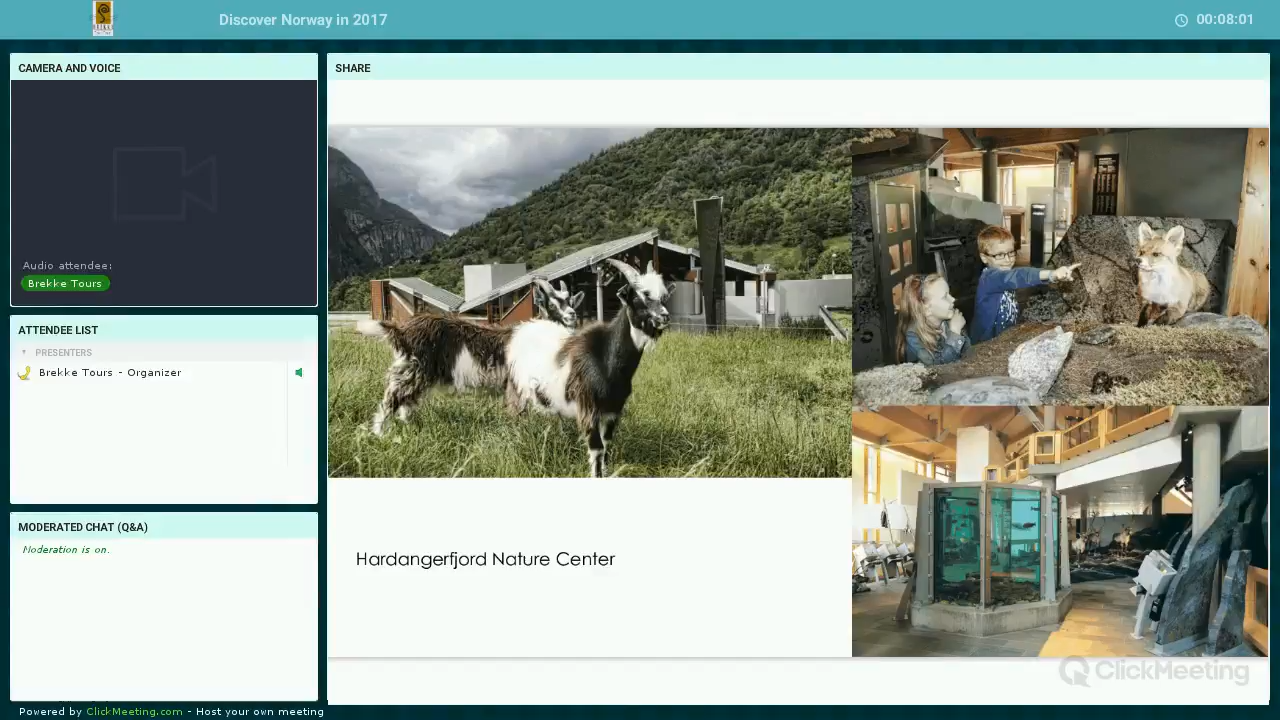 Discover Norway in 2017
00:08:01
CAMERA AND VOICE
Audio attendee:
Brekke Tours
ATTENDEE LIST
PRESENTERS
Brekke Tours - Organizer
MODERATED CHAT (Q&A)
Moderation is on.
SHARE
Hardangerfjord Nature Center
ClickMeeting
Powered by ClickMeeting.com - Host your own meeting